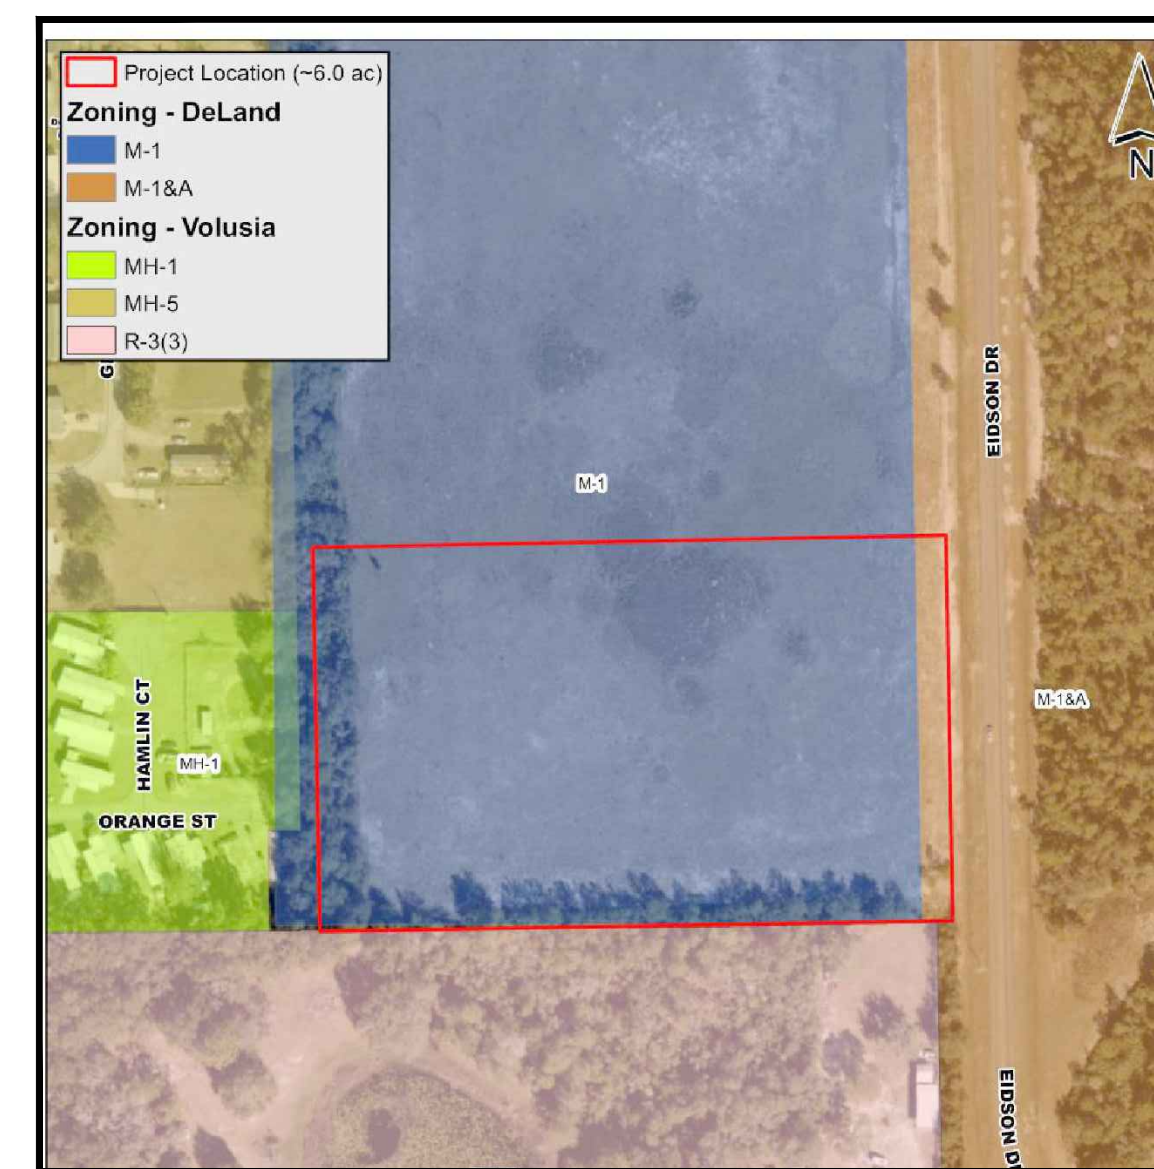 Project Location (~6.0 ac)
Zoning - DeLand
M-1
M-1&A
Zoning - Volusia
MH-1
MH-5
R-3(3)
N
EIDSON DR
M-1
M-1&A
HAMLIN CT
MH-1
ORANGE ST
EIDSON D